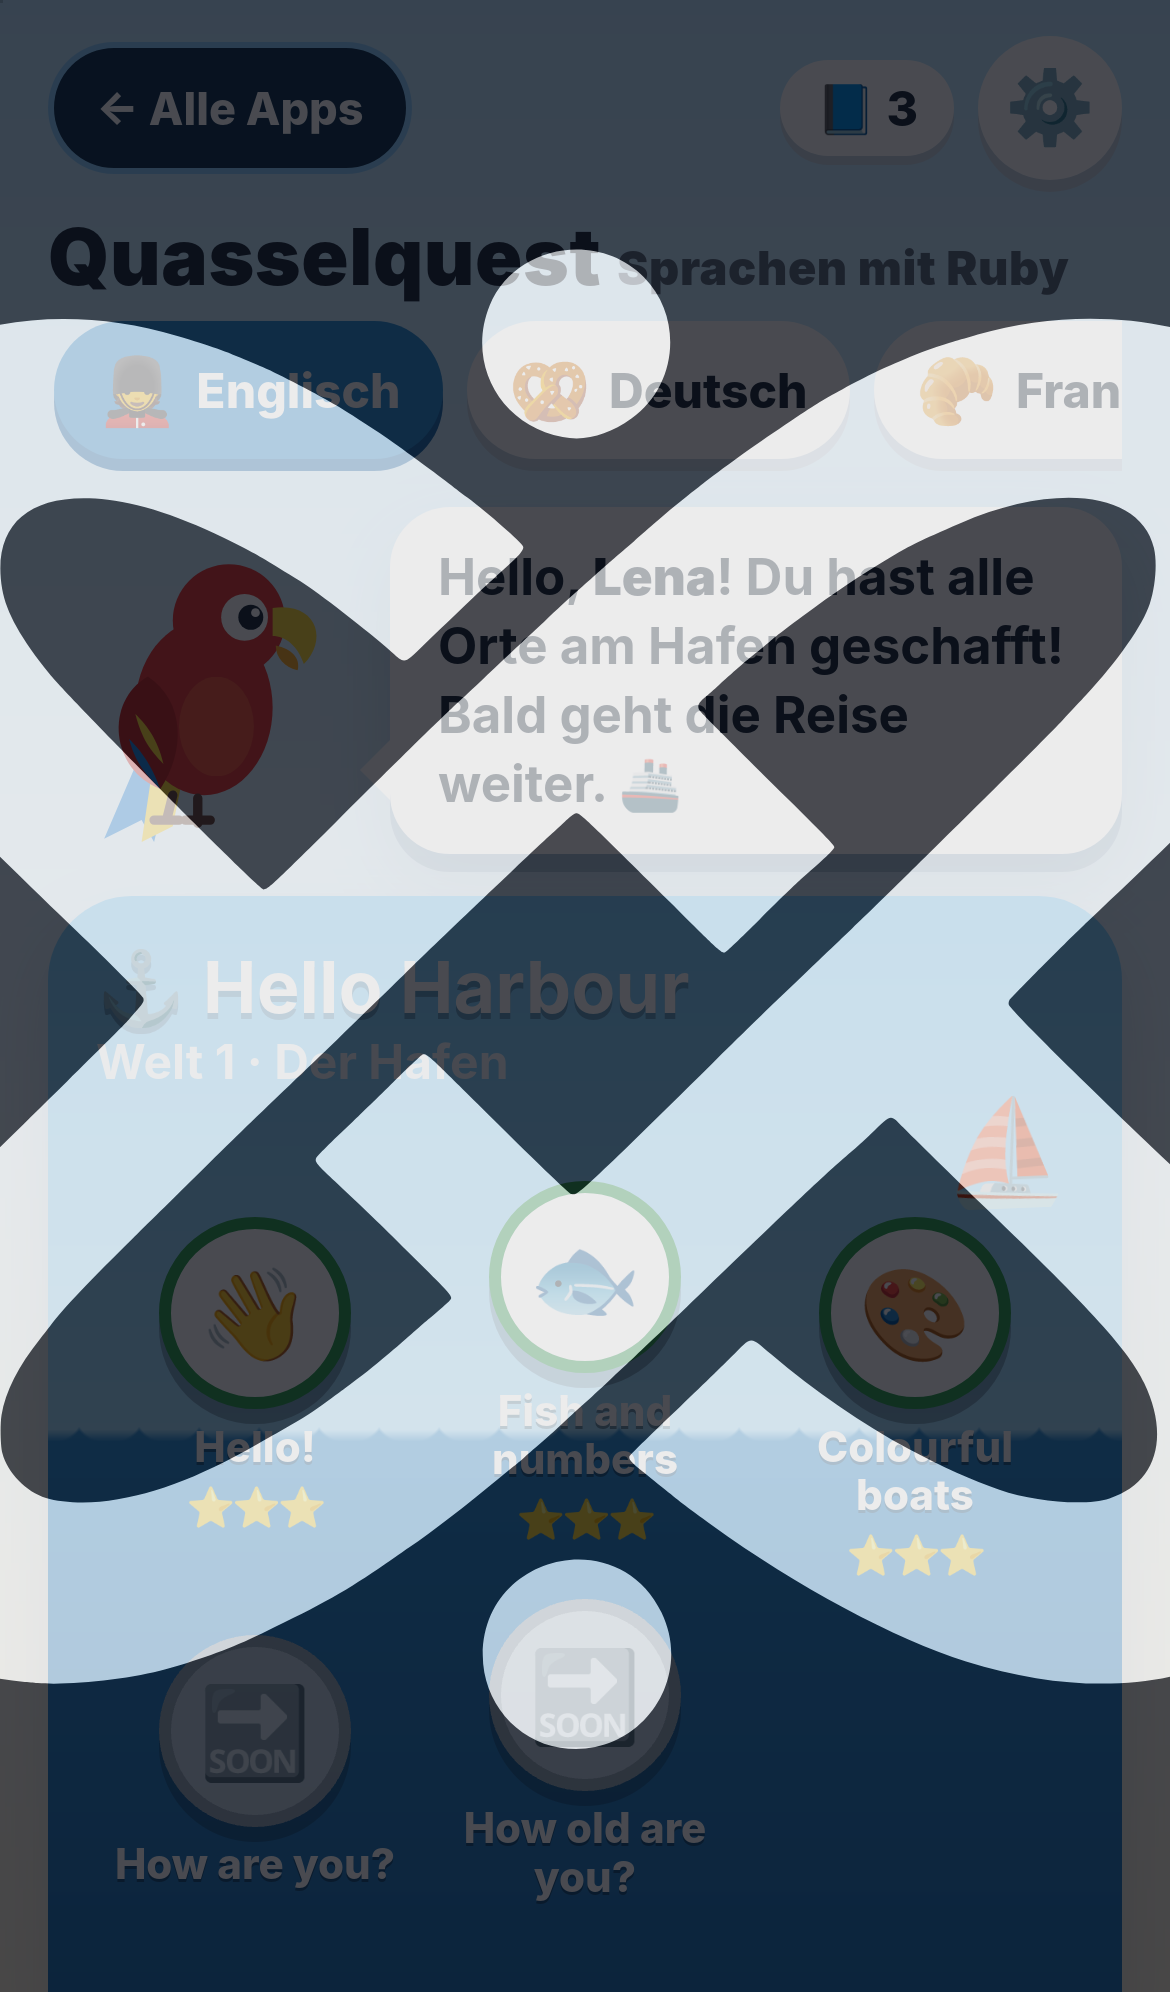 ← Alle Apps
3
Quasselquest Sprachen mit Ruby
Englisch
Deutsch
Fran
Hello, Lena! Du hast alle
Orte am Hafen geschafft!
Bald geht die Reise
weiter.
Hello Harbour
Welt 1 · Der Hafen
Hello!
Fish and
numbers
Colourful
boats
SOON
SOON
How are you?
How old are
you?